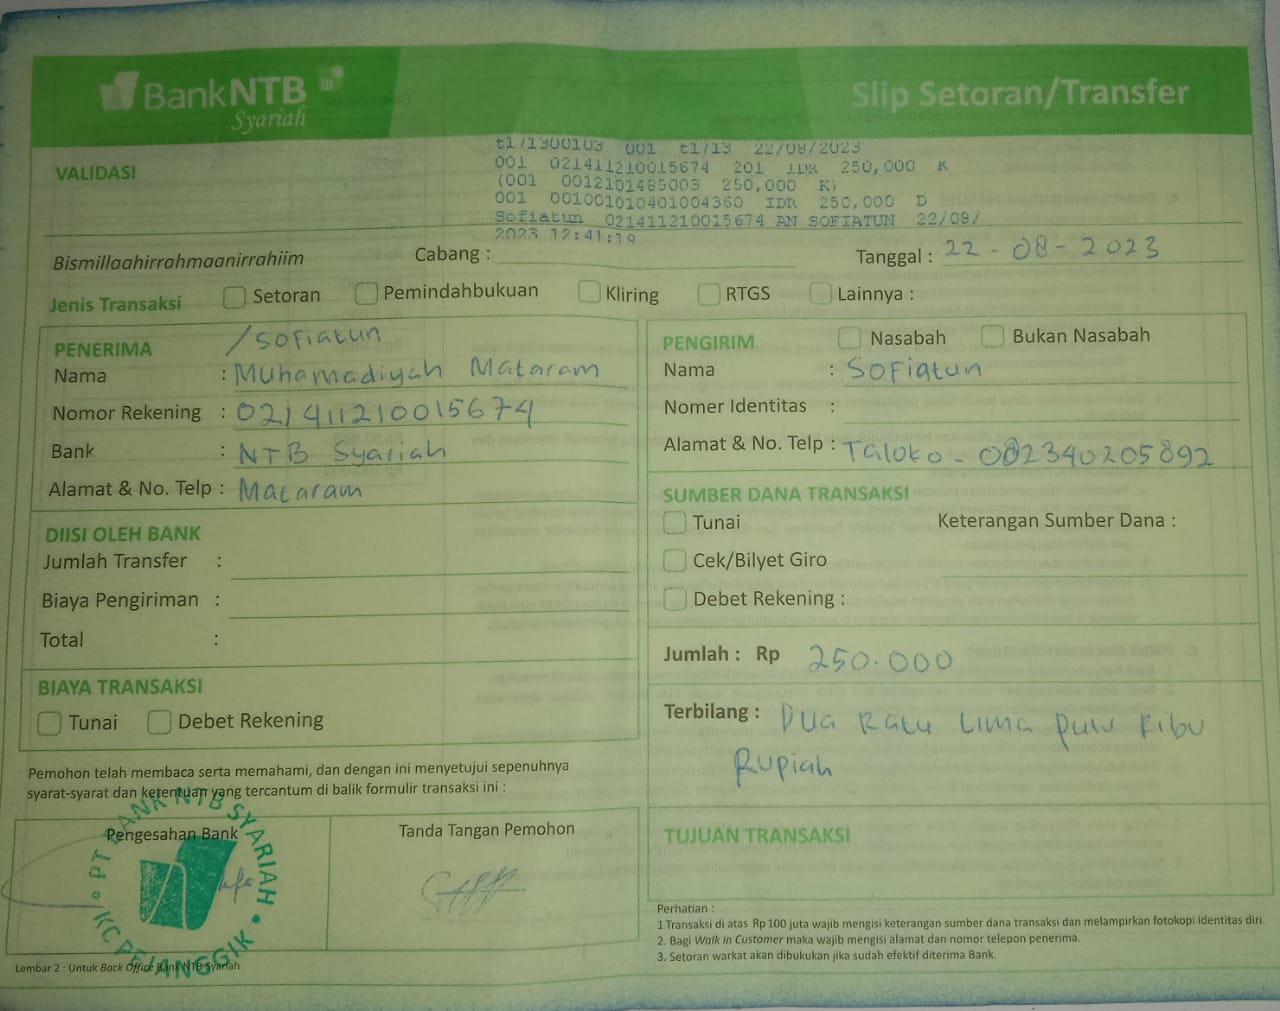 BankNTB
Syariah
Slip Setoran/Transfer
VALIDASI
t1/1300103 001 t1/13 22/08/2023
001 021411210015674 201 IDR 250,000 K
(001 0012101485003 250,000 K)
001 001001010401004360 IDR 250,000 D
Sofiatun 021411210015674 AN SOFIATUN 22/08/
2023 12:41:19
Bismillaahirrahmaanirrahiim
Cabang :
Tanggal : 22 - 08 - 2023
Jenis Transaksi Setoran Pemindahbukuan Kliring RTGS Lainnya :
PENERIMA /Sofiatun
Nama : Muhamadiyah Mataram
Nomor Rekening : 021411210015674
Bank : NTB Syariah
Alamat & No. Telp : Mataram
PENGIRIM Nasabah Bukan Nasabah
Nama : Sofiatun
Nomer Identitas :
Alamat & No. Telp : Taloko - 082340205892
DIISI OLEH BANK
Jumlah Transfer :
Biaya Pengiriman :
Total :
SUMBER DANA TRANSAKSI
Tunai Keterangan Sumber Dana :
Cek/Bilyet Giro
Debet Rekening :
BIAYA TRANSAKSI
Tunai Debet Rekening
Jumlah : Rp 250.000
Terbilang : Dua Ratu Lima pulu Ribu
Rupiah
Pemohon telah membaca serta memahami, dan dengan ini menyetujui sepenuhnya
syarat-syarat dan ketentuan yang tercantum di balik formulir transaksi ini :
Pengesahan Bank
Tanda Tangan Pemohon
PT BANK NTB SYARIAH
KC PEJANGGIK
TUJUAN TRANSAKSI
Perhatian :
1.Transaksi di atas Rp 100 juta wajib mengisi keterangan sumber dana transaksi dan melampirkan fotokopi identitas diri.
2. Bagi Walk in Customer maka wajib mengisi alamat dan nomor telepon penerima.
3. Setoran warkat akan dibukukan jika sudah efektif diterima Bank.
Lembar 2 : Untuk Back Office Bank NTB Syariah